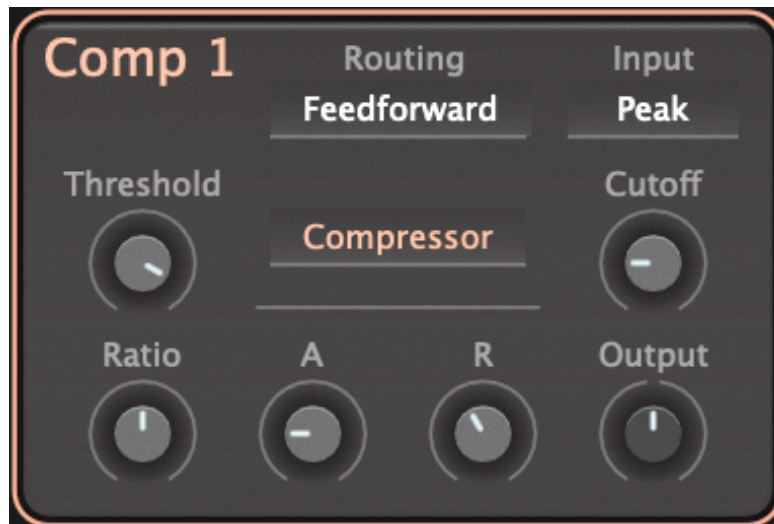 Comp 1
Routing
Input
Feedforward
Peak
Threshold
Cutoff
Compressor
Ratio
A
R
Output